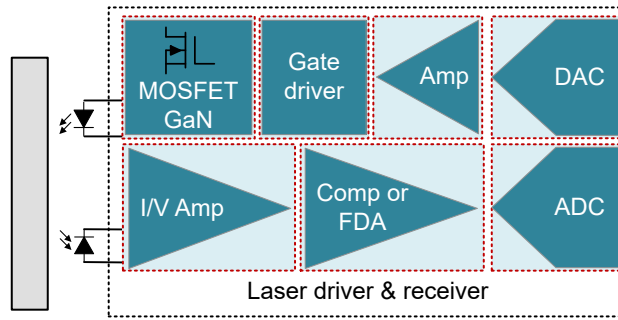 MOSFET
GaN
Gate
driver
Amp
DAC
I/V Amp
Comp or
FDA
ADC
Laser driver & receiver